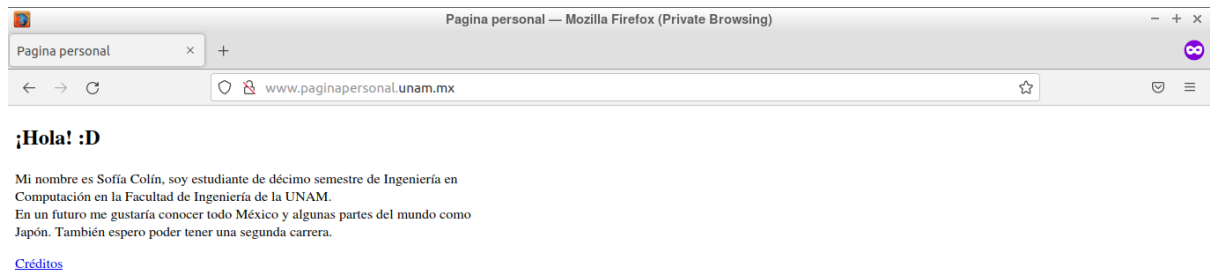 Pagina personal — Mozilla Firefox (Private Browsing)
Pagina personal
www.paginapersonal.unam.mx
¡Hola! :D
Mi nombre es Sofía Colín, soy estudiante de décimo semestre de Ingeniería en
Computación en la Facultad de Ingeniería de la UNAM.
En un futuro me gustaría conocer todo México y algunas partes del mundo como
Japón. También espero poder tener una segunda carrera.
Créditos